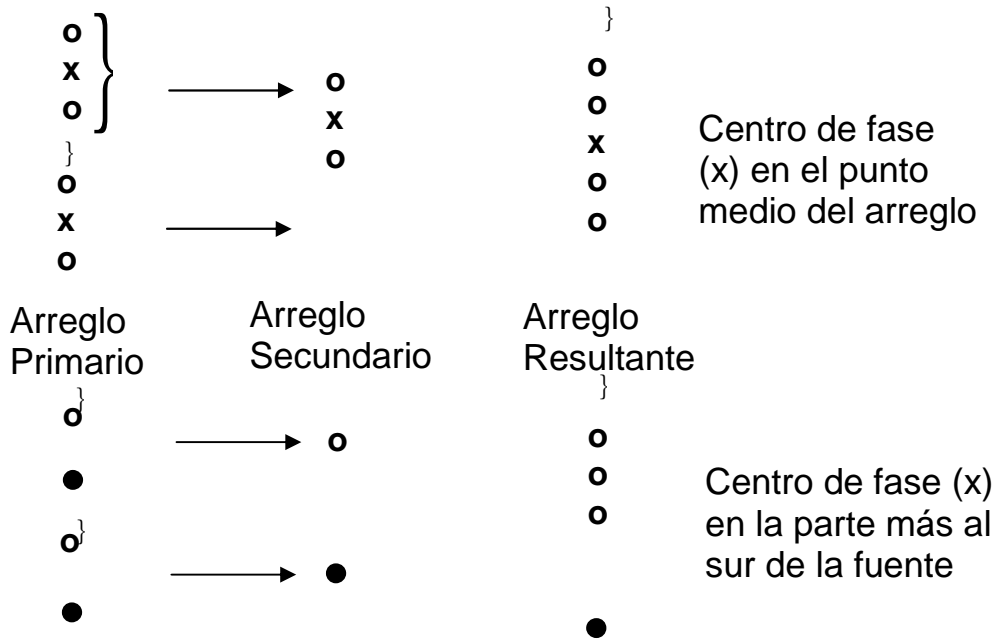 o
x
o
}
}
o
x
o
o
x
o
}
o
o
x
o
o
Centro de fase
(x) en el punto
medio del arreglo
Arreglo
Primario
Arreglo
Secundario
Arreglo
Resultante
o}
●
o}
●
o
●
}
o
o
o
●
Centro de fase (x)
en la parte más al
sur de la fuente